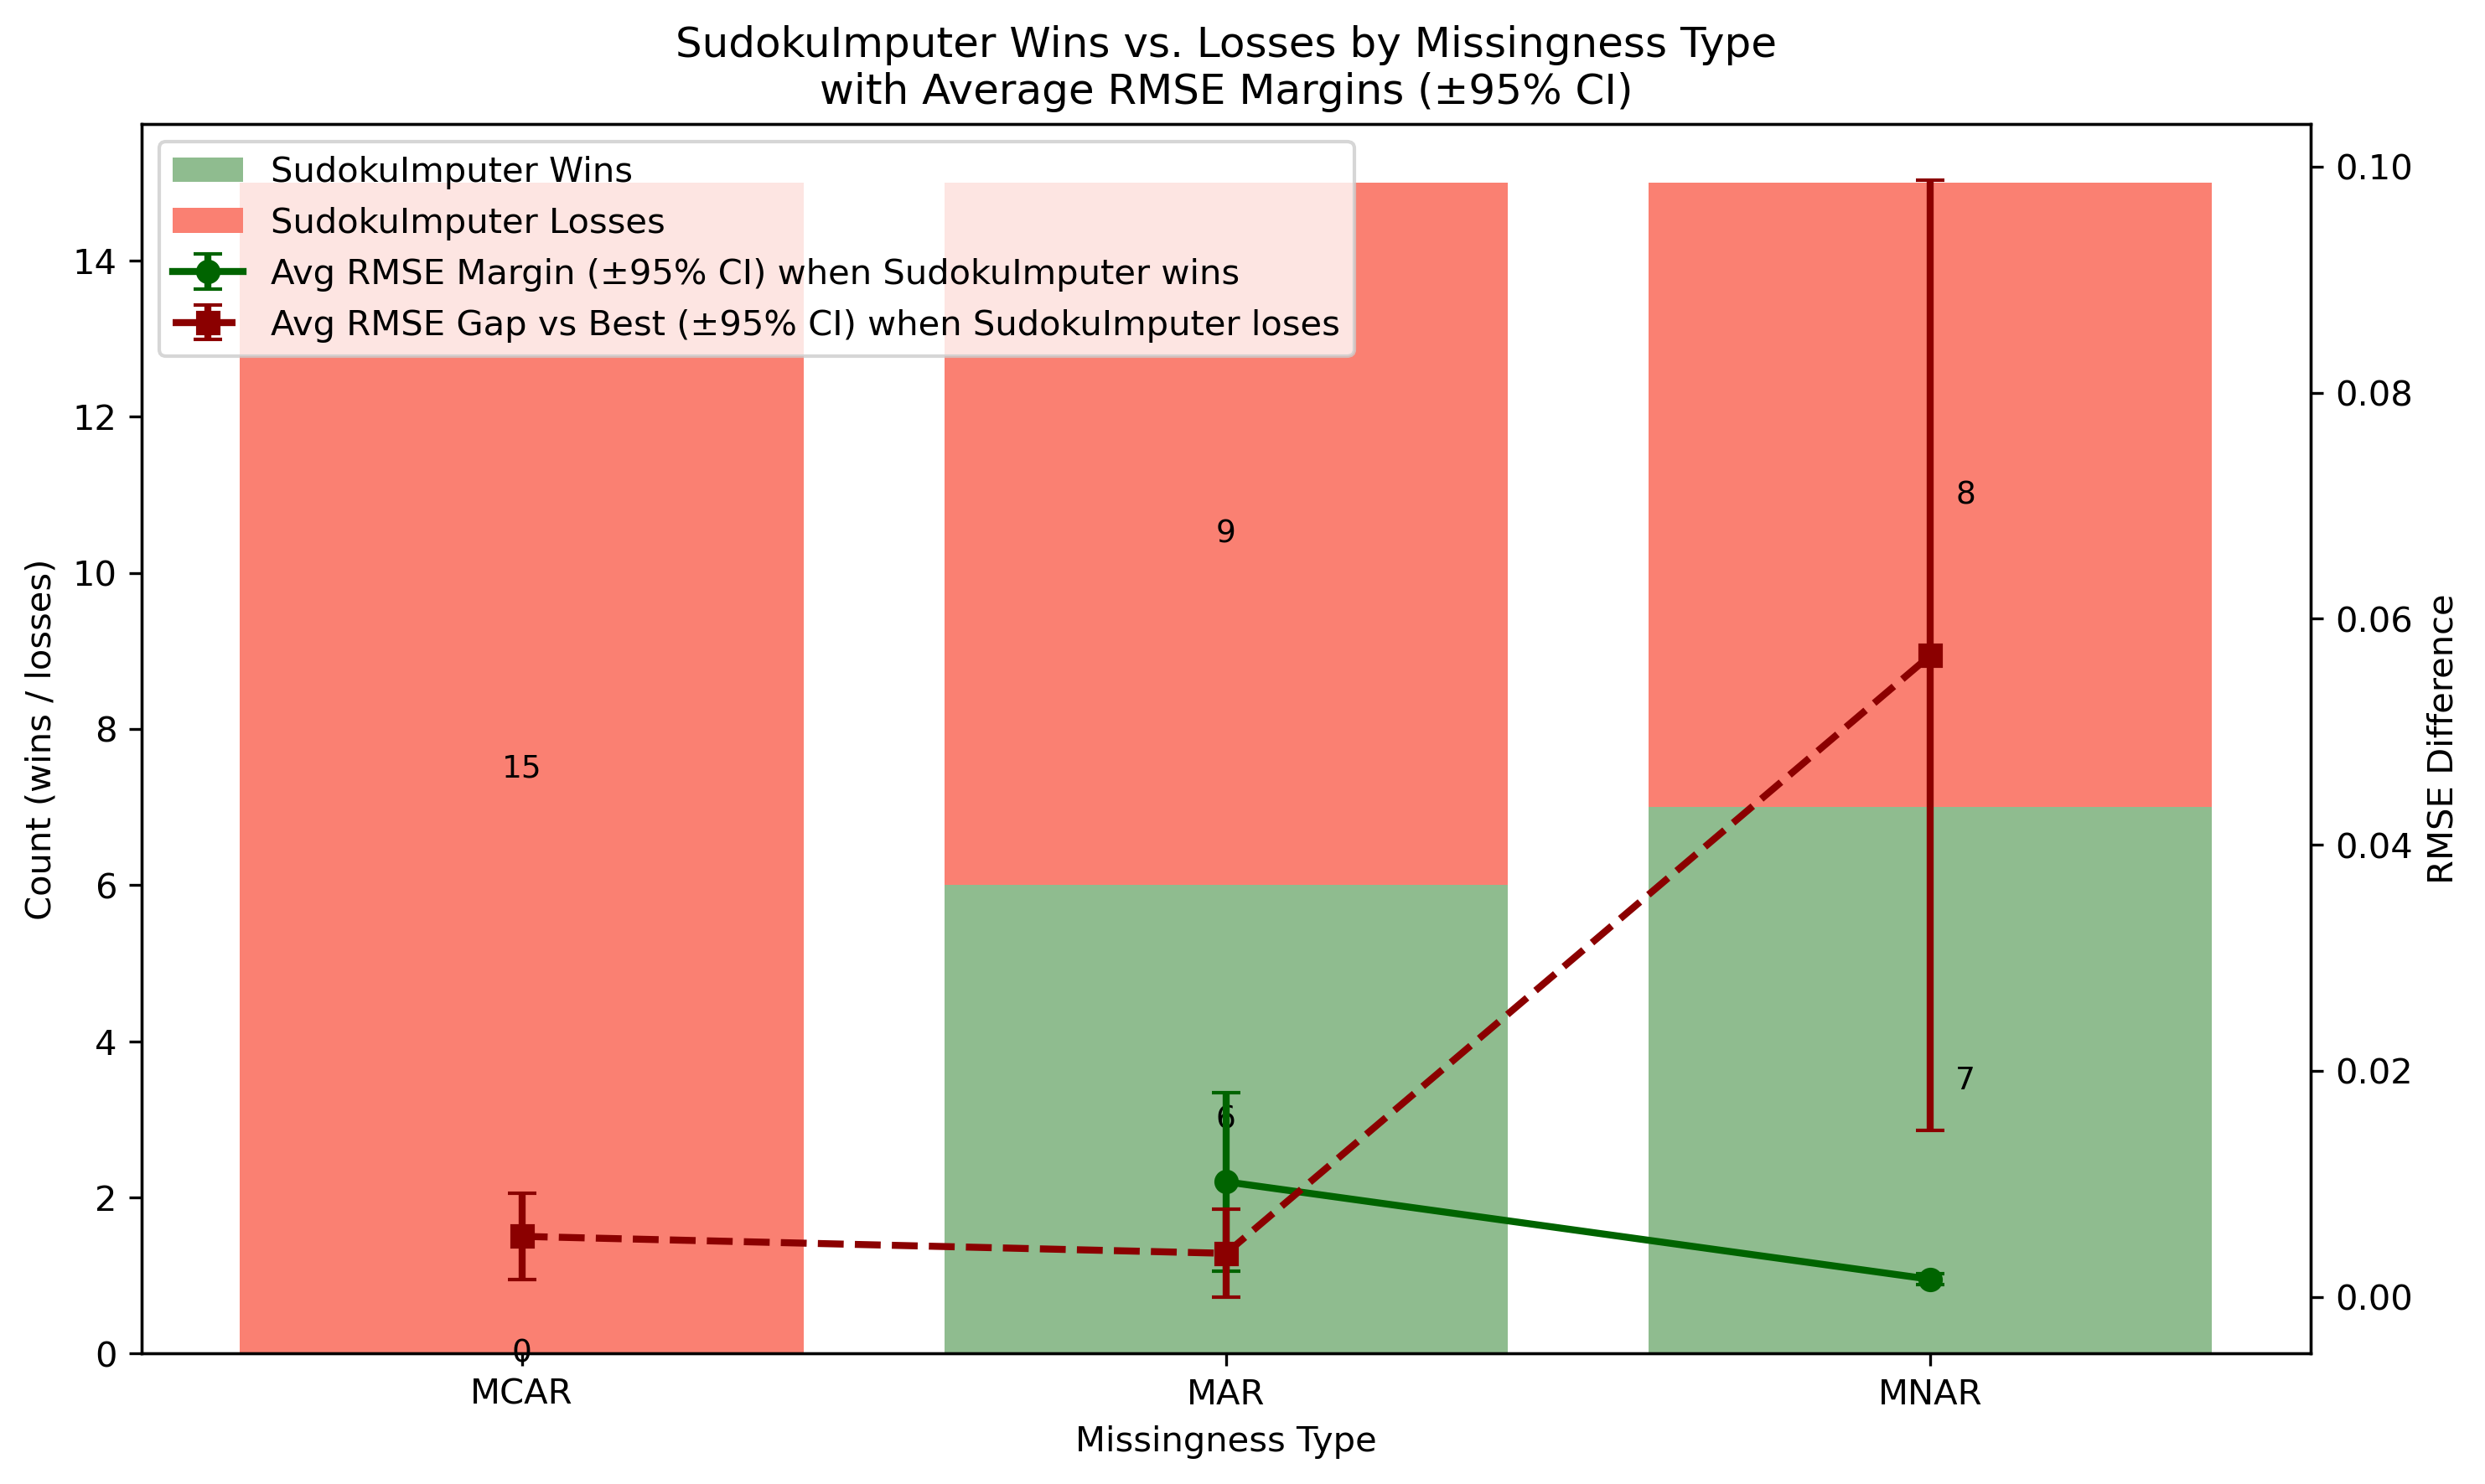 SudokuImputer Wins vs. Losses by Missingness Type
with Average RMSE Margins (±95% CI)
SudokuImputer Wins
SudokuImputer Losses
Avg RMSE Margin (±95% CI) when SudokuImputer wins
Avg RMSE Gap vs Best (±95% CI) when SudokuImputer loses
Count (wins / losses)
14
12
10
8
6
4
2
0
15
0
9
6
8
7
0.10
0.08
0.06
0.04
0.02
0.00
RMSE Difference
MCAR
MAR
MNAR
Missingness Type